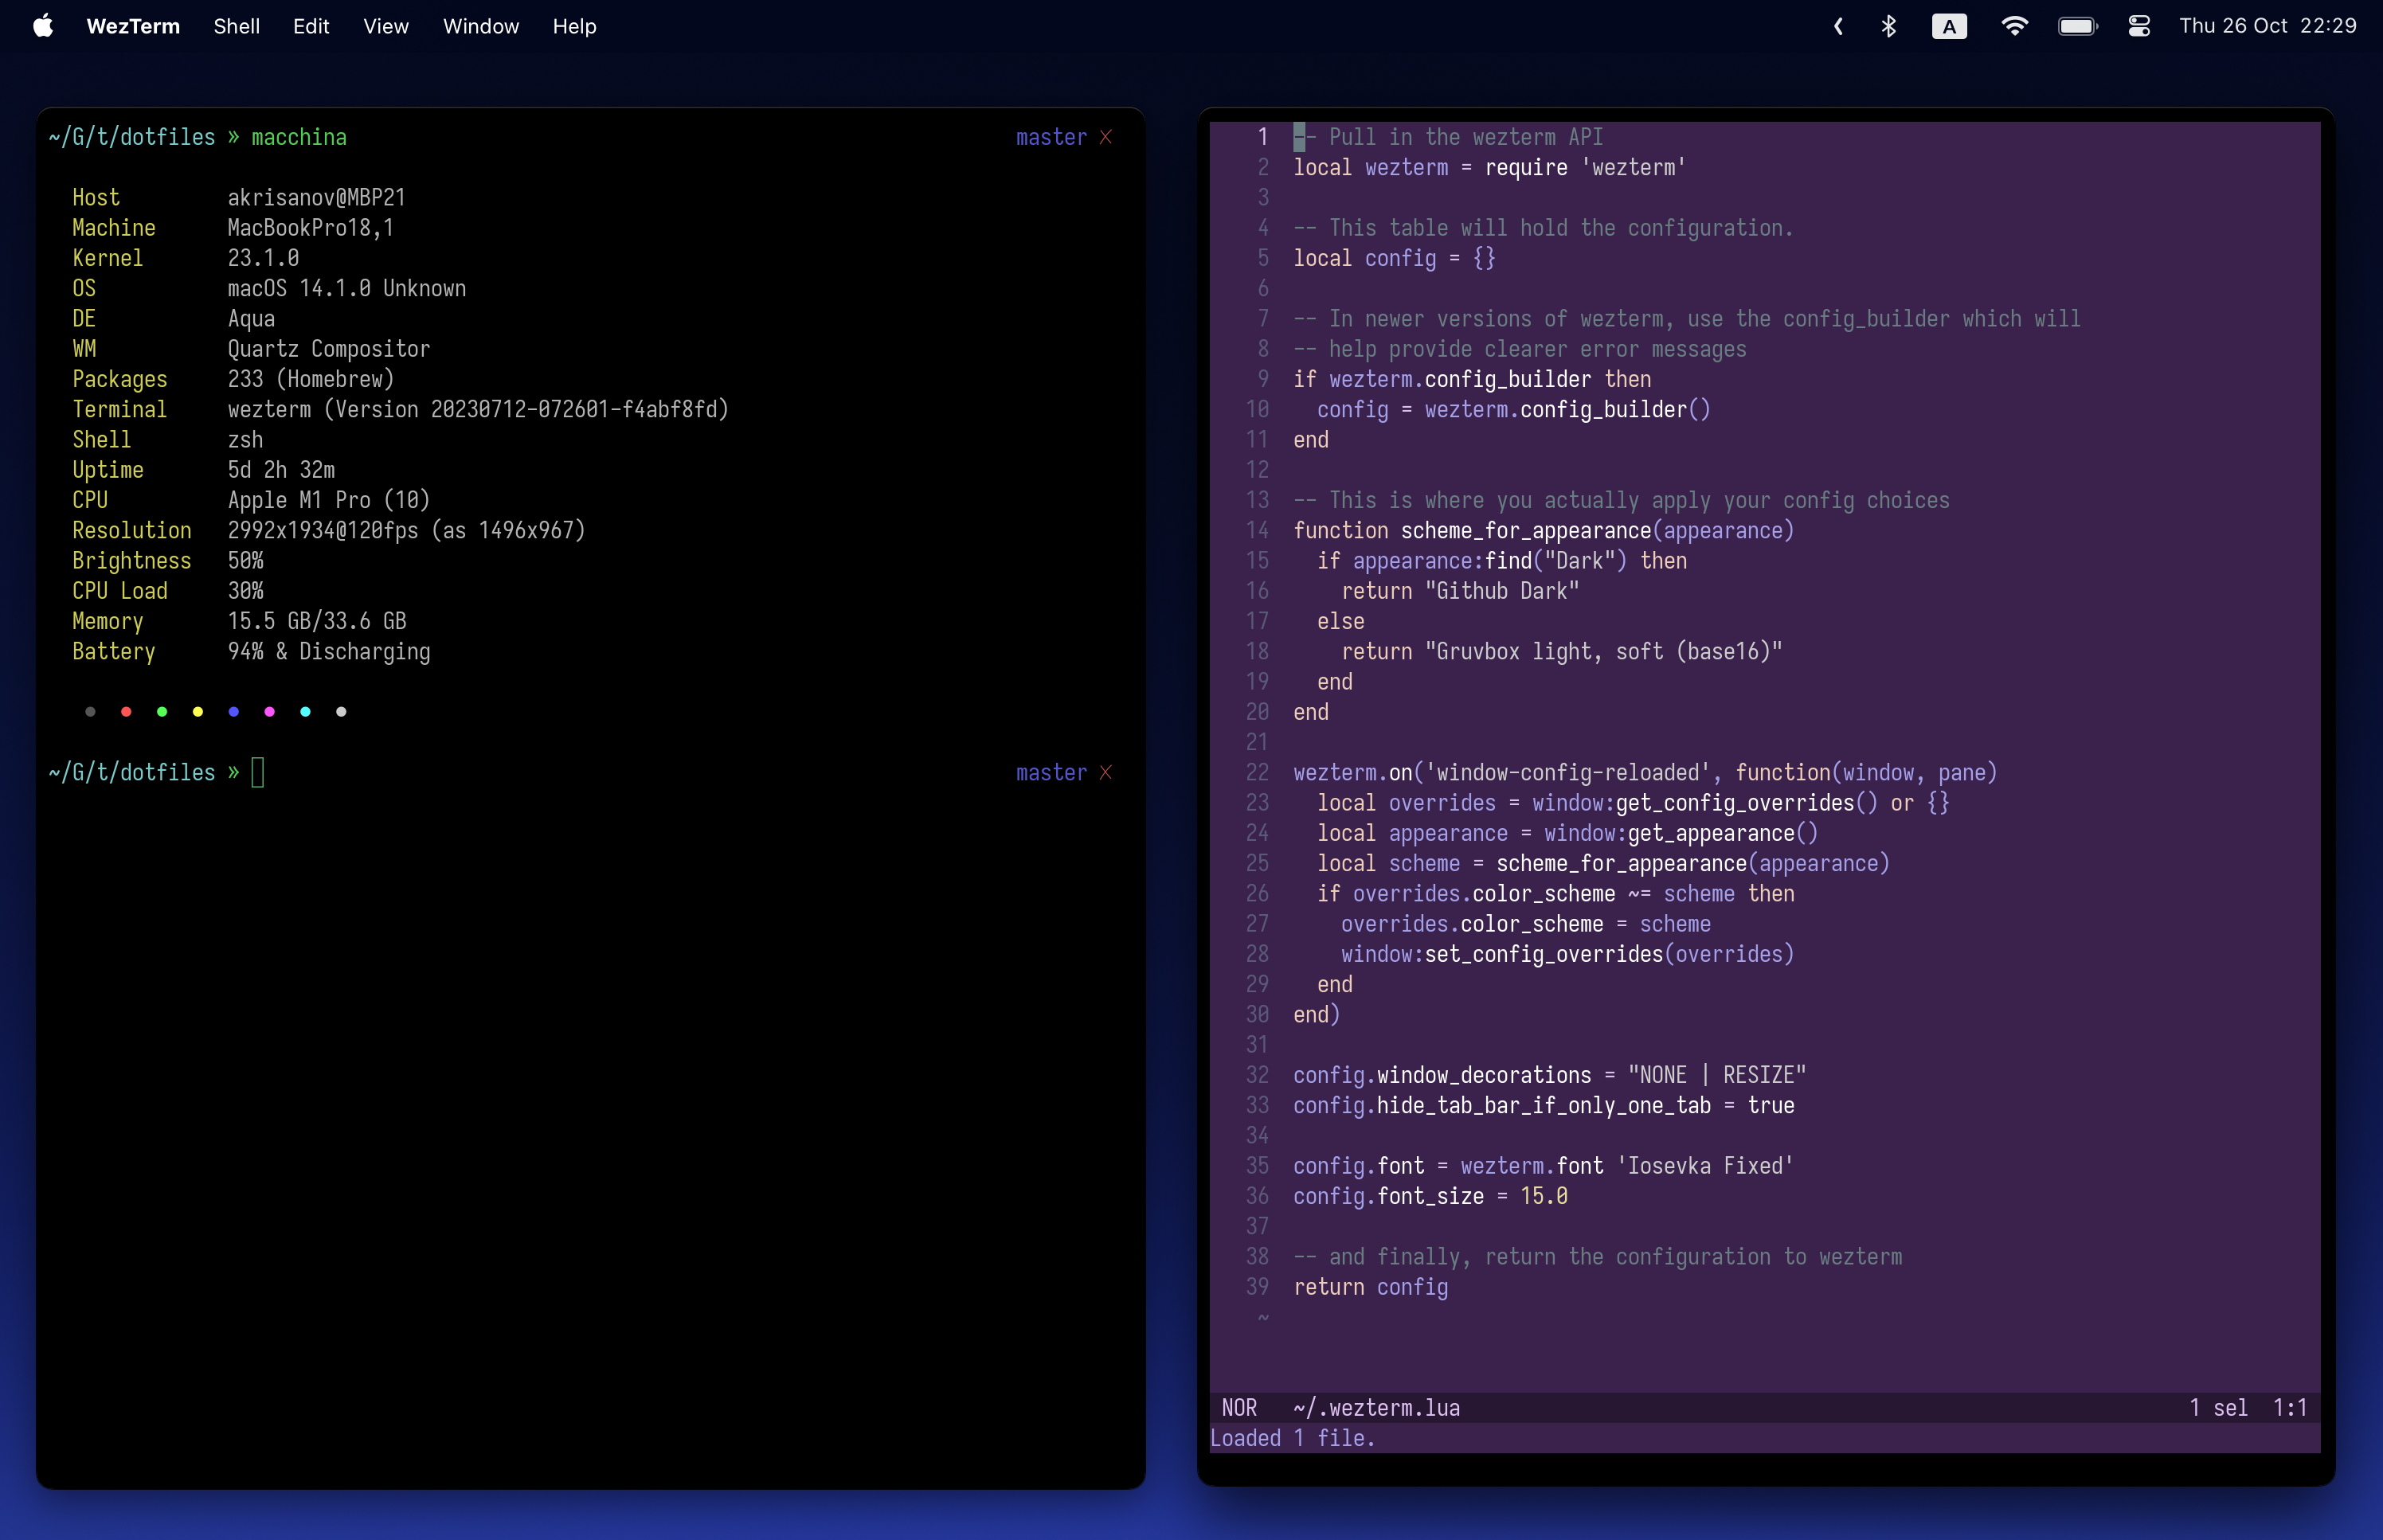 WezTerm Shell Edit View Window Help A Thu 26 Oct 22:29
~/G/t/dotfiles » macchina master X
Host akrisanov@MBP21
Machine MacBookPro18,1
Kernel 23.1.0
OS macOS 14.1.0 Unknown
DE Aqua
WM Quartz Compositor
Packages 233 (Homebrew)
Terminal wezterm (Version 20230712-072601-f4abf8fd)
Shell zsh
Uptime 5d 2h 32m
CPU Apple M1 Pro (10)
Resolution 2992x1934@120fps (as 1496x967)
Brightness 50%
CPU Load 30%
Memory 15.5 GB/33.6 GB
Battery 94% & Discharging
~/G/t/dotfiles » master X
1 -- Pull in the wezterm API
2 local wezterm = require 'wezterm'
3
4 -- This table will hold the configuration.
5 local config = {}
6
7 -- In newer versions of wezterm, use the config_builder which will
8 -- help provide clearer error messages
9 if wezterm.config_builder then
10   config = wezterm.config_builder()
11 end
12
13 -- This is where you actually apply your config choices
14 function scheme_for_appearance(appearance)
15   if appearance:find("Dark") then
16     return "Github Dark"
17   else
18     return "Gruvbox light, soft (base16)"
19   end
20 end
21
22 wezterm.on('window-config-reloaded', function(window, pane)
23   local overrides = window:get_config_overrides() or {}
24   local appearance = window:get_appearance()
25   local scheme = scheme_for_appearance(appearance)
26   if overrides.color_scheme ~= scheme then
27     overrides.color_scheme = scheme
28     window:set_config_overrides(overrides)
29   end
30 end)
31
32 config.window_decorations = "NONE | RESIZE"
33 config.hide_tab_bar_if_only_one_tab = true
34
35 config.font = wezterm.font 'Iosevka Fixed'
36 config.font_size = 15.0
37
38 -- and finally, return the configuration to wezterm
39 return config
~
NOR ~/.wezterm.lua 1 sel 1:1
Loaded 1 file.